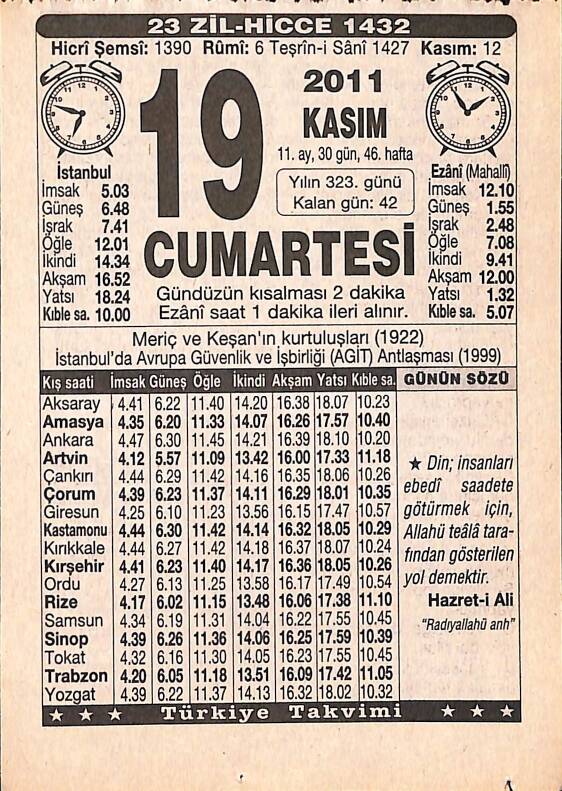 23 ZİL-HİCCE 1432
Hicrî Şemsî: 1390 Rûmî: 6 Teşrîn-i Sânî 1427 Kasım: 12
19
2011
KASIM
11. ay, 30 gün, 46. hafta
Yılın 323. günü
Kalan gün: 42
CUMARTESİ
Gündüzün kısalması 2 dakika
Ezânî saat 1 dakika ileri alınır.
İstanbul
İmsak 5.03
Güneş 6.48
İşrak 7.41
Öğle 12.01
İkindi 14.34
Akşam 16.52
Yatsı 18.24
Kıble sa. 10.00
Ezânî (Mahallî)
İmsak 12.10
Güneş 1.55
İşrak 2.48
Öğle 7.08
İkindi 9.41
Akşam 12.00
Yatsı 1.32
Kıble sa. 5.07
Meriç ve Keşan'ın kurtuluşları (1922)
İstanbul'da Avrupa Güvenlik ve İşbirliği (AGİT) Antlaşması (1999)
Kış saati İmsak Güneş Öğle İkindi Akşam Yatsı Kıble sa.
Aksaray 4.41 6.22 11.40 14.20 16.38 18.07 10.23
Amasya 4.35 6.20 11.33 14.07 16.26 17.57 10.40
Ankara 4.47 6.30 11.45 14.21 16.39 18.10 10.20
Artvin 4.12 5.57 11.09 13.42 16.00 17.33 11.18
Çankırı 4.44 6.29 11.42 14.16 16.35 18.06 10.26
Çorum 4.39 6.23 11.37 14.11 16.29 18.01 10.35
Giresun 4.25 6.10 11.23 13.56 16.15 17.47 10.57
Kastamonu 4.44 6.30 11.42 14.14 16.32 18.05 10.29
Kırıkkale 4.44 6.27 11.42 14.18 16.37 18.07 10.24
Kırşehir 4.41 6.23 11.40 14.17 16.36 18.05 10.26
Ordu 4.27 6.13 11.25 13.58 16.17 17.49 10.54
Rize 4.17 6.02 11.15 13.48 16.06 17.38 11.10
Samsun 4.34 6.19 11.31 14.04 16.22 17.55 10.45
Sinop 4.39 6.26 11.36 14.06 16.25 17.59 10.39
Tokat 4.32 6.16 11.30 14.05 16.23 17.55 10.45
Trabzon 4.20 6.05 11.18 13.51 16.09 17.42 11.05
Yozgat 4.39 6.22 11.37 14.13 16.32 18.02 10.32
GÜNÜN SÖZÜ
★ Din; insanları
ebedî saadete
götürmek için,
Allahü teâlâ tara-
fından gösterilen
yol demektir.
Hazret-i Ali
"Radıyallahü anh"
★ ★ ★ Türkiye Takvimi ★ ★ ★